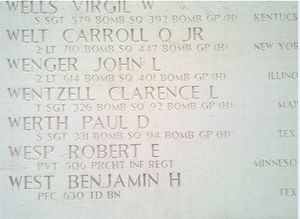 WELLS VIRGIL W
S SGT 579 BOMB SQ 392 BOMB GP (H) KENTUCK
WELT CARROLL Q JR
2 LT 710 BOMB SQ 447 BOMB GP (H) NEW YOR
WENGER JOHN L
2 LT 614 BOMB SQ 401 BOMB GP (H) ILLINO
WENTZELL CLARENCE L
T SGT 326 BOMB SQ 92 BOMB GP (H) MAI
WERTH PAUL D
S SGT 331 BOMB SQ 94 BOMB GP (H) TEX
WESP ROBERT E
PVT 506 PRCHT INF REGT MINNESO
WEST BENJAMIN H
PFC 630 TD BN TEX